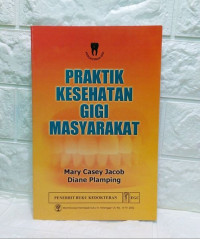 PRAKTIK
KESEHATAN
GIGI
MASYARAKAT
Mary Casey Jacob
Diane Plamping
PENERBIT BUKU KEDOKTERAN
EGC